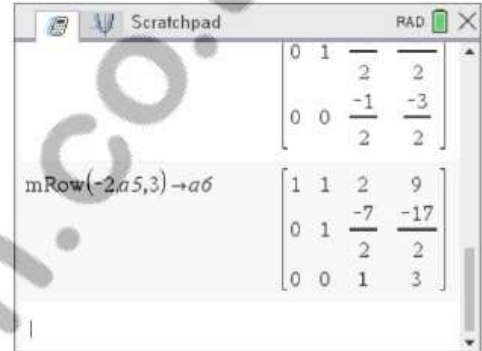 Scratchpad RAD
0 1 — —
2 2
0 0 -1/2 -3/2
mRow(-2,a5,3)→a6
1 1 2 9
0 1 -7/2 -17/2
0 0 1 3